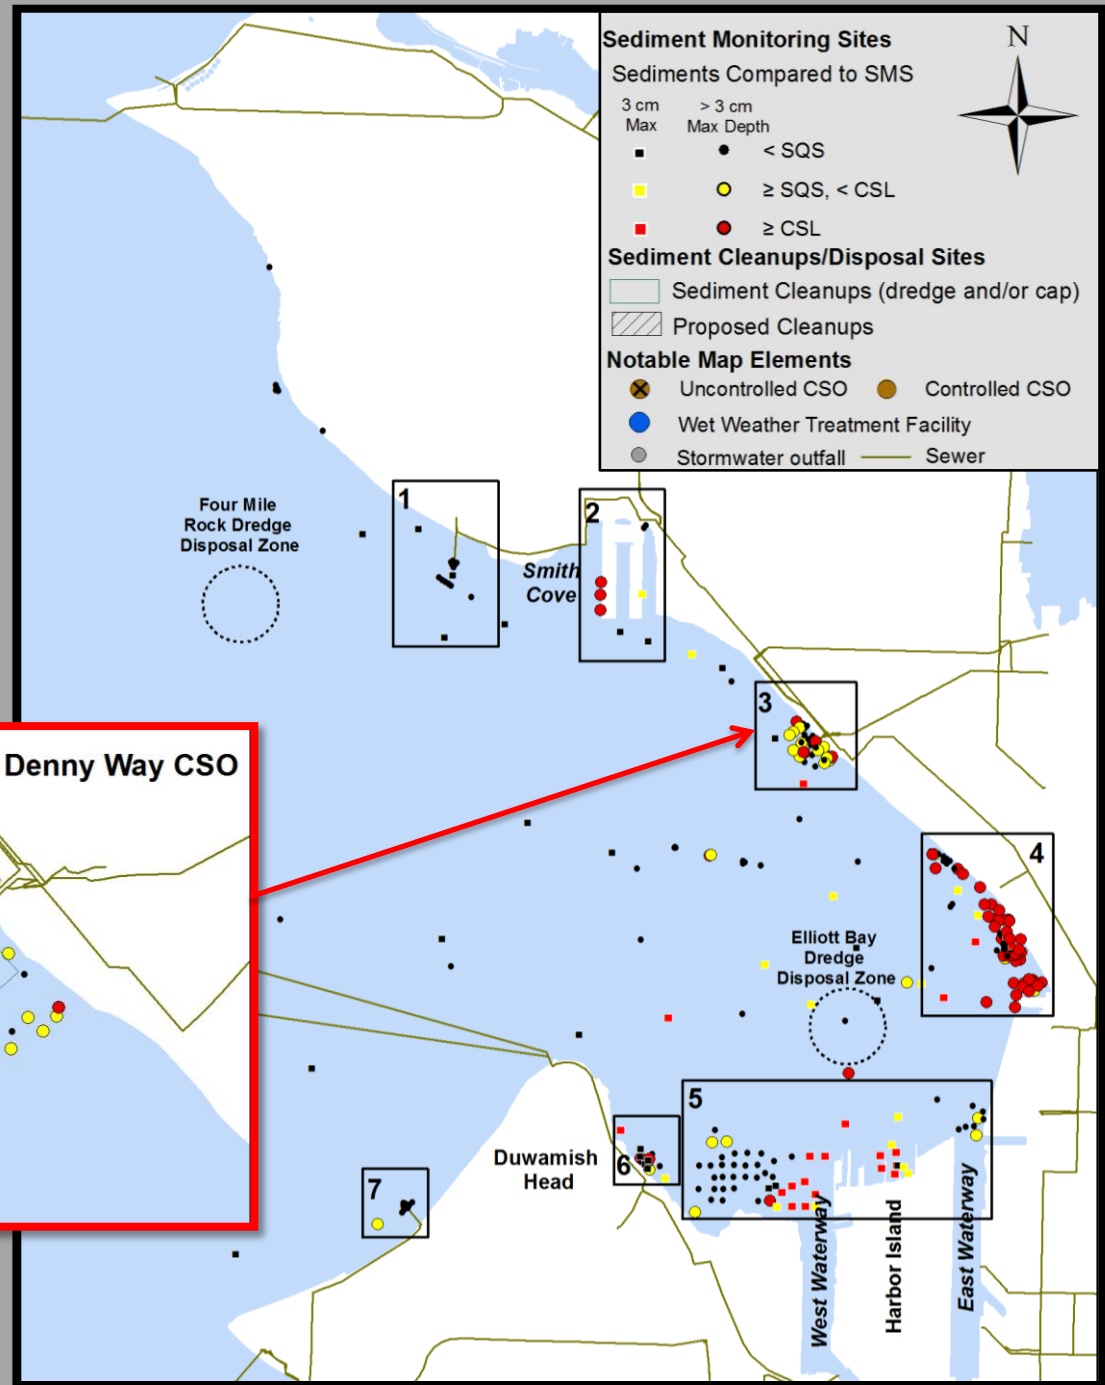 Sediment Monitoring Sites
Sediments Compared to SMS
3 cm
Max
> 3 cm
Max Depth
< SQS
≥ SQS, < CSL
≥ CSL
Sediment Cleanups/Disposal Sites
Sediment Cleanups (dredge and/or cap)
Proposed Cleanups
Notable Map Elements
Uncontrolled CSO
Controlled CSO
Wet Weather Treatment Facility
Stormwater outfall
Sewer
N
1
2
Four Mile
Rock Dredge
Disposal Zone
Smith
Cove
3
Denny Way CSO
4
Elliott Bay
Dredge
Disposal Zone
5
6
Duwamish
Head
7
West Waterway
Harbor Island
East Waterway